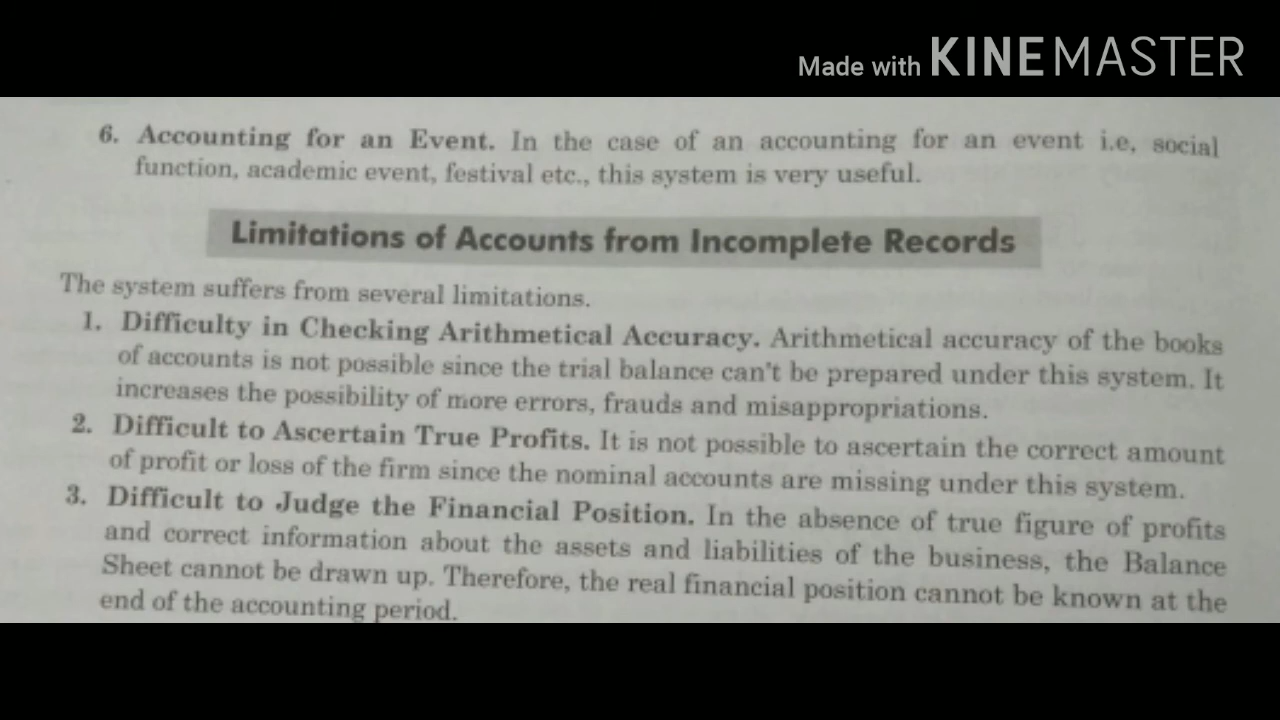 Made with KINEMASTER
6. Accounting for an Event. In the case of an accounting for an event i.e, social
function, academic event, festival etc., this system is very useful.
Limitations of Accounts from Incomplete Records
The system suffers from several limitations.
1. Difficulty in Checking Arithmetical Accuracy. Arithmetical accuracy of the books
of accounts is not possible since the trial balance can't be prepared under this system. It
increases the possibility of more errors, frauds and misappropriations.
2. Difficult to Ascertain True Profits. It is not possible to ascertain the correct amount
of profit or loss of the firm since the nominal accounts are missing under this system.
3. Difficult to Judge the Financial Position. In the absence of true figure of profits
and correct information about the assets and liabilities of the business, the Balance
Sheet cannot be drawn up. Therefore, the real financial position cannot be known at the
end of the accounting period.